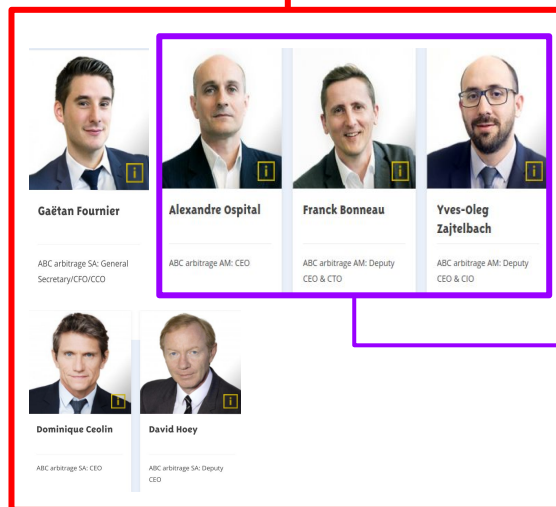 Gaëtan Fournier
ABC arbitrage SA: General
Secretary/CFO/CCO
Alexandre Ospital
ABC arbitrage AM: CEO
Franck Bonneau
ABC arbitrage AM: Deputy
CEO & CTO
Yves-Oleg
Zajtelbach
ABC arbitrage AM: Deputy
CEO & CIO
Dominique Ceolin
ABC arbitrage SA: CEO
David Hoey
ABC arbitrage SA: Deputy
CEO